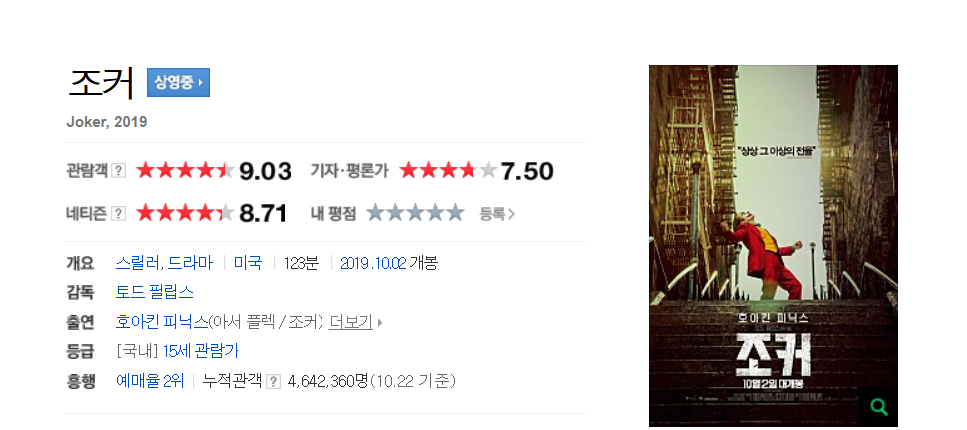 조커 상영중
Joker, 2019
관람객 ? 9.03 기자·평론가 7.50
네티즌 ? 8.71 내 평점 등록 >
개요 스릴러, 드라마 | 미국 | 123분 | 2019.10.02 개봉
감독 토드 필립스
출연 호아킨 피닉스(아서 플렉 / 조커) 더보기
등급 [국내] 15세 관람가
흥행 예매율 2위 | 누적관객 ? 4,642,360명(10.22 기준)
"상상 그 이상의 전율"
호아킨 피닉스
조커
10월 2일 대개봉